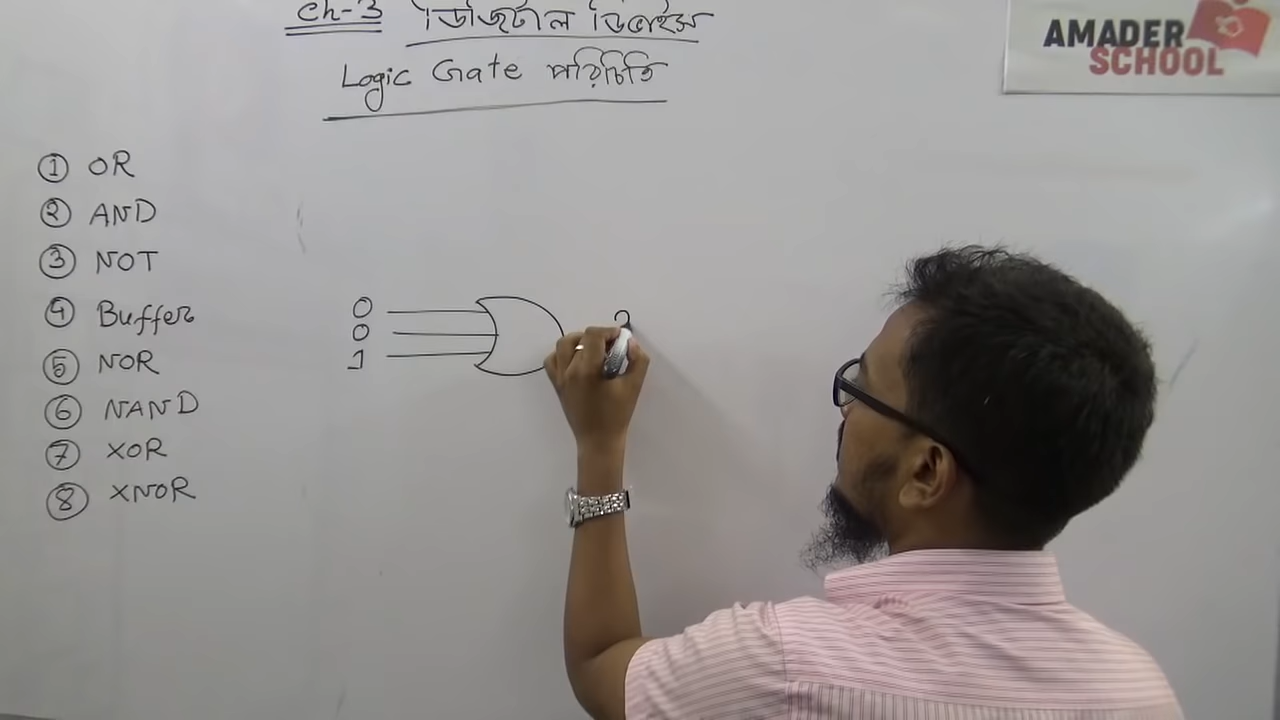 Ch-3 ডিজিটাল ডিভাইস
Logic Gate পরিচিতি
AMADER
SCHOOL
① OR
② AND
③ NOT
④ Buffer
⑤ NOR
⑥ NAND
⑦ XOR
⑧ XNOR
0
0
1
?